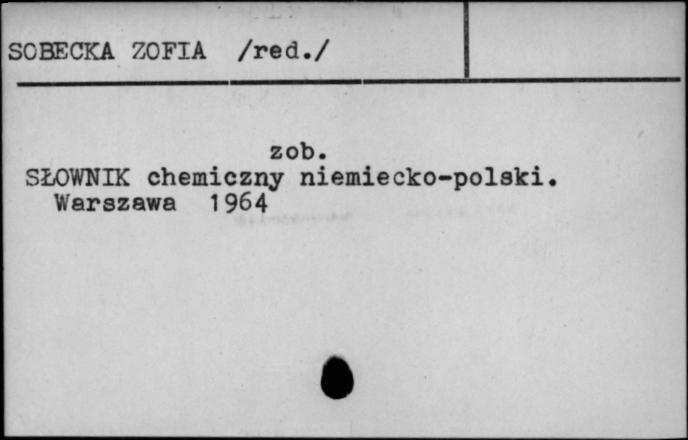 SOBECKA ZOFIA /red./
zob.
SŁOWNIK chemiczny niemiecko-polski.
Warszawa 1964